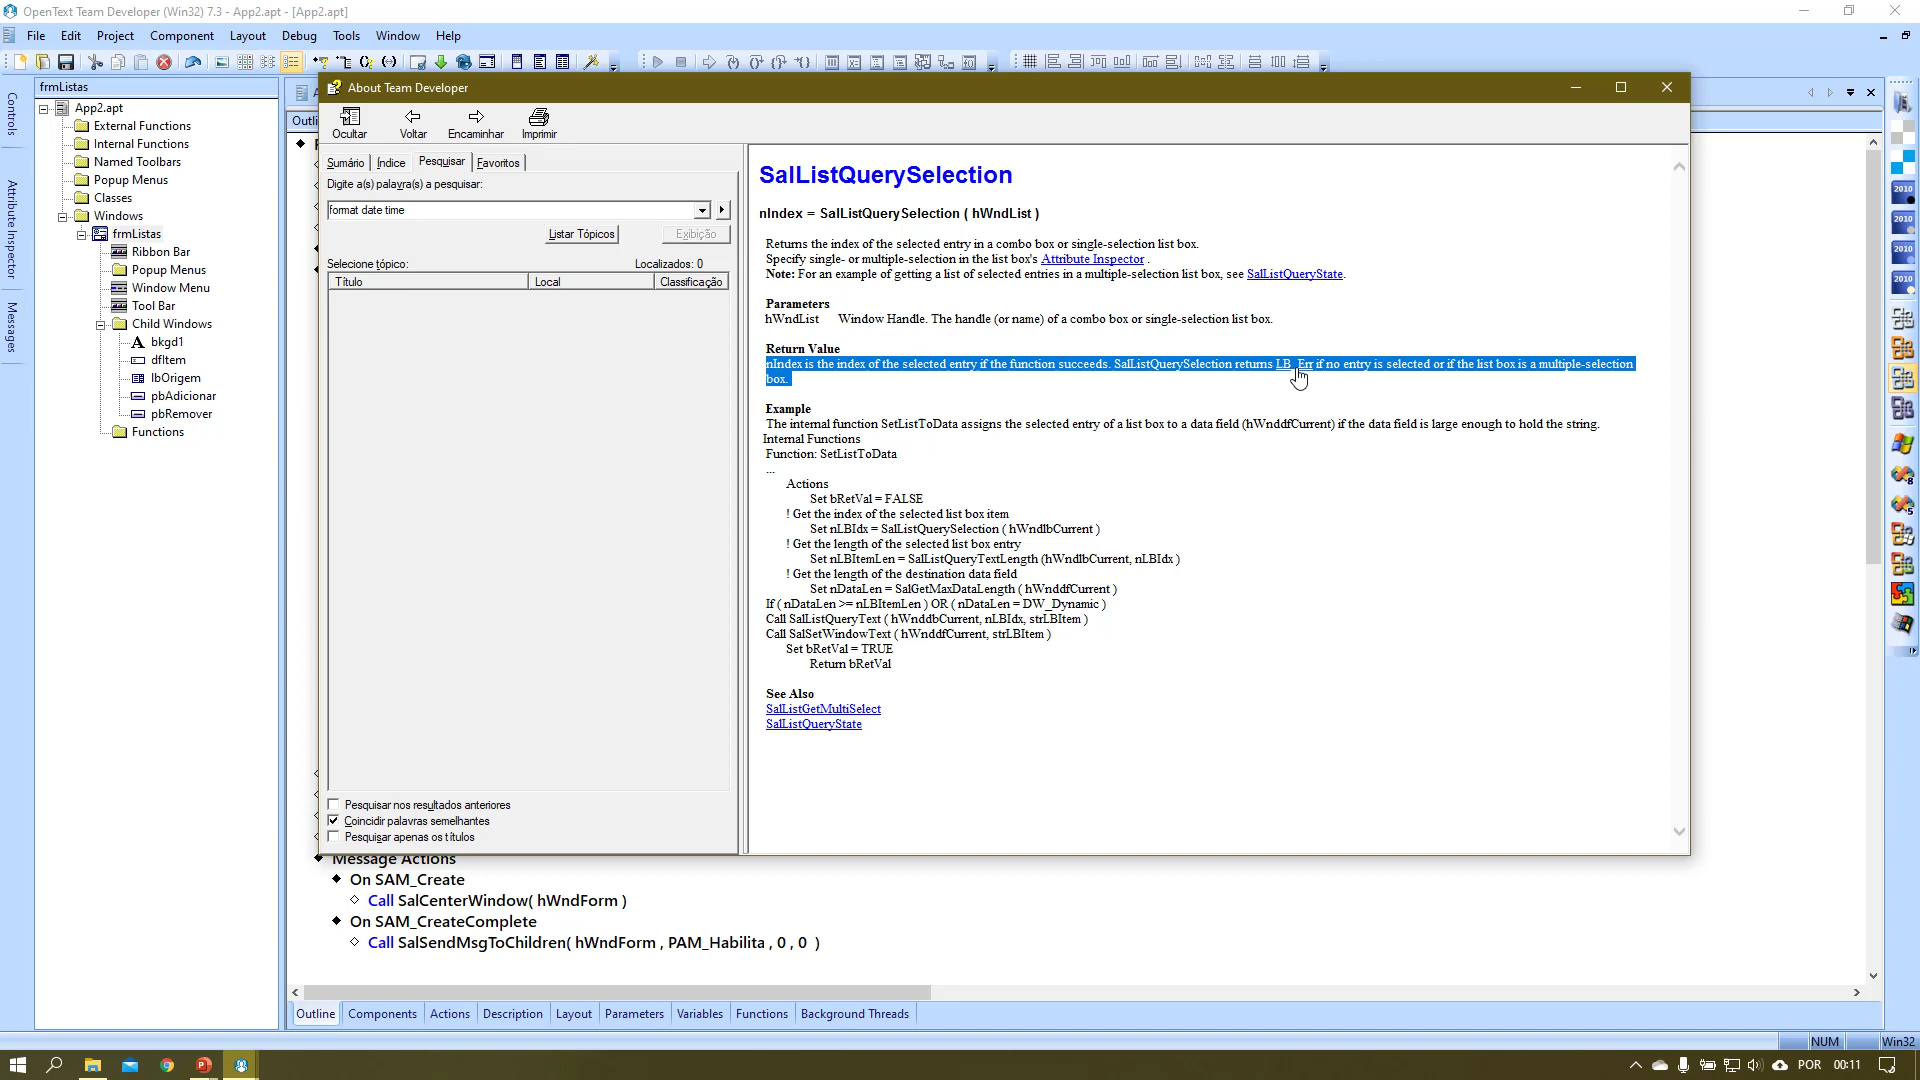 OpenText Team Developer (Win32) 7.3 - App2.apt - [App2.apt]
File Edit Project Component Layout Debug Tools Window Help
frmListas
Controls
Attribute Inspector
Messages
App2.apt
External Functions
Internal Functions
Named Toolbars
Popup Menus
Classes
Windows
frmListas
Ribbon Bar
Popup Menus
Window Menu
Tool Bar
Child Windows
bkgd1
dfItem
lbOrigem
pbAdicionar
pbRemover
Functions
About Team Developer
Ocultar Voltar Encaminhar Imprimir
Sumário Índice Pesquisar Favoritos
Digite a(s) palavra(s) a pesquisar:
format date time
Listar Tópicos Exibição
Selecione tópico: Localizados: 0
Título Local Classificação
Pesquisar nos resultados anteriores
Coincidir palavras semelhantes
Pesquisar apenas os títulos
SalListQuerySelection
nIndex = SalListQuerySelection ( hWndList )
Returns the index of the selected entry in a combo box or single-selection list box.
Specify single- or multiple-selection in the list box's Attribute Inspector .
Note: For an example of getting a list of selected entries in a multiple-selection list box, see SalListQueryState.
Parameters
hWndList Window Handle. The handle (or name) of a combo box or single-selection list box.
Return Value
nIndex is the index of the selected entry if the function succeeds. SalListQuerySelection returns LB_Err if no entry is selected or if the list box is a multiple-selection
box.
Example
The internal function SetListToData assigns the selected entry of a list box to a data field (hWnddfCurrent) if the data field is large enough to hold the string.
Internal Functions
Function: SetListToData
...
Actions
Set bRetVal = FALSE
! Get the index of the selected list box item
Set nLBIdx = SalListQuerySelection ( hWndlbCurrent )
! Get the length of the selected list box entry
Set nLBItemLen = SalListQueryTextLength (hWndlbCurrent, nLBIdx )
! Get the length of the destination data field
Set nDataLen = SalGetMaxDataLength ( hWnddfCurrent )
If ( nDataLen >= nLBItemLen ) OR ( nDataLen = DW_Dynamic )
Call SalListQueryText ( hWnddbCurrent, nLBIdx, strLBItem )
Call SalSetWindowText ( hWnddfCurrent, strLBItem )
Set bRetVal = TRUE
Return bRetVal
See Also
SalListGetMultiSelect
SalListQueryState
Outli
Message Actions
On SAM_Create
Call SalCenterWindow( hWndForm )
On SAM_CreateComplete
Call SalSendMsgToChildren( hWndForm , PAM_Habilita , 0 , 0 )
Outline Components Actions Description Layout Parameters Variables Functions Background Threads
2010
2010
2010
2010
NUM Win32
POR 00:11